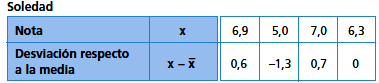 Soledad
Nota x 6,9 5,0 7,0 6,3
Desviación respecto
a la media x – x̅ 0,6 –1,3 0,7 0